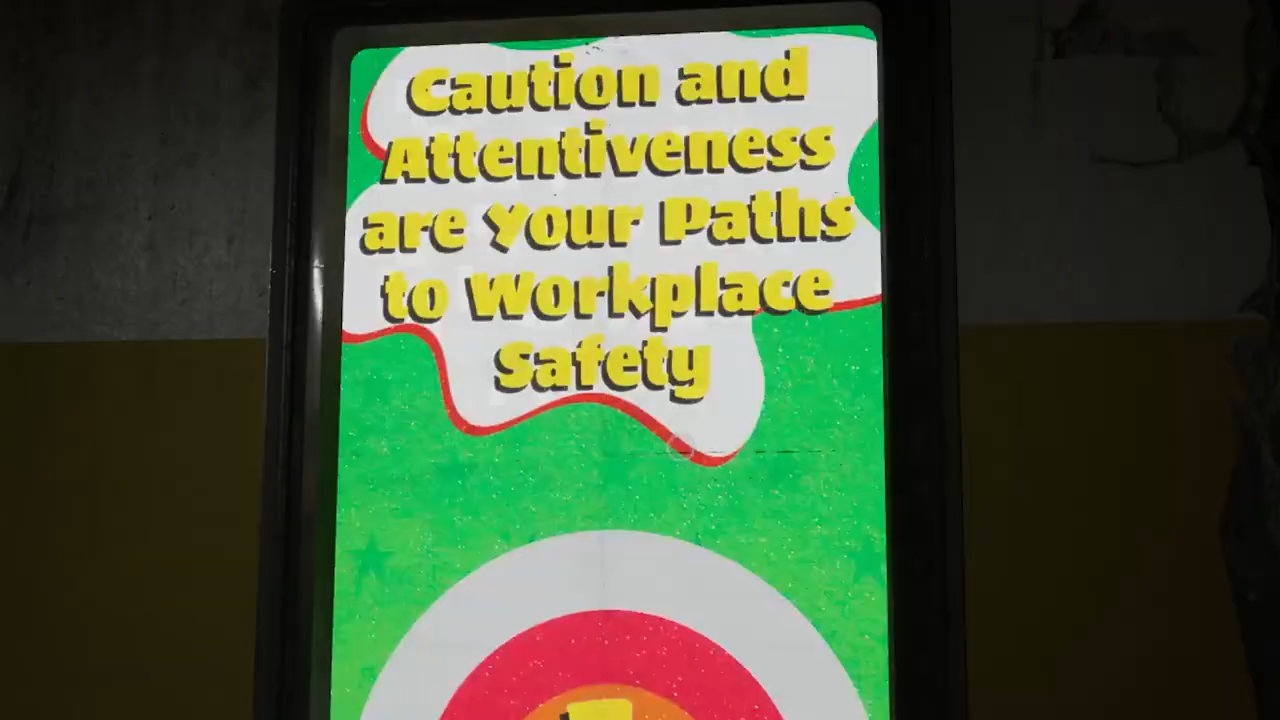 Caution and
Attentiveness
are Your Paths
to Workplace
Safety